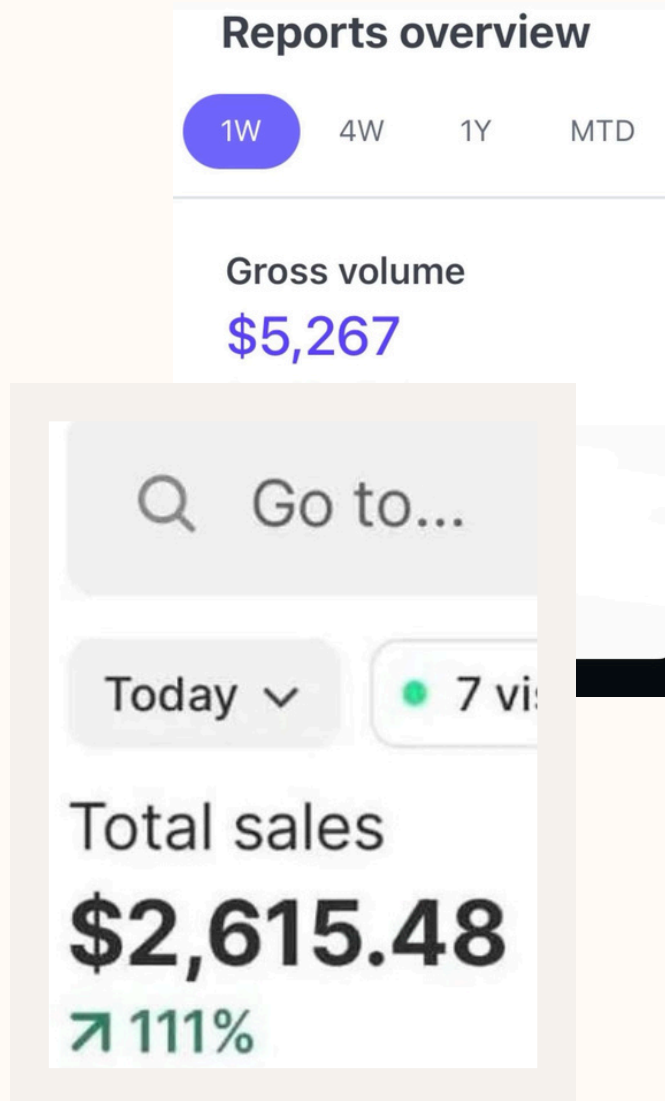 Reports overview
1W 4W 1Y MTD
Gross volume
$5,267
Go to...
Today 7
Total sales
$2,615.48
111%